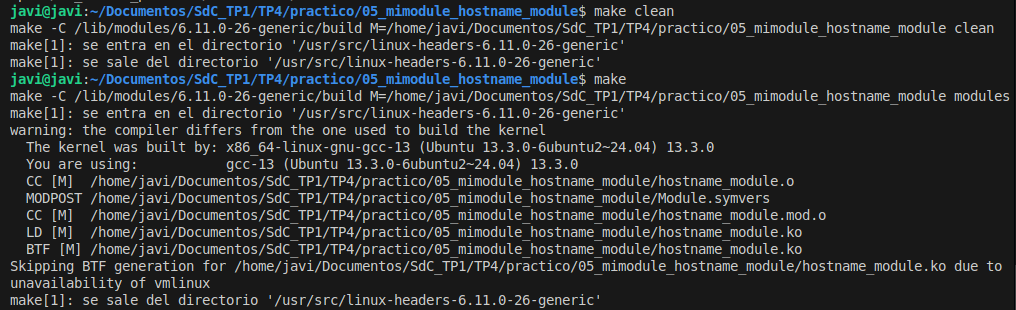 javi@javi:~/Documentos/SdC_TP1/TP4/practico/05_mimodule_hostname_module$ make clean
make -C /lib/modules/6.11.0-26-generic/build M=/home/javi/Documentos/SdC_TP1/TP4/practico/05_mimodule_hostname_module clean
make[1]: se entra en el directorio '/usr/src/linux-headers-6.11.0-26-generic'
make[1]: se sale del directorio '/usr/src/linux-headers-6.11.0-26-generic'
javi@javi:~/Documentos/SdC_TP1/TP4/practico/05_mimodule_hostname_module$ make
make -C /lib/modules/6.11.0-26-generic/build M=/home/javi/Documentos/SdC_TP1/TP4/practico/05_mimodule_hostname_module modules
make[1]: se entra en el directorio '/usr/src/linux-headers-6.11.0-26-generic'
warning: the compiler differs from the one used to build the kernel
  The kernel was built by: x86_64-linux-gnu-gcc-13 (Ubuntu 13.3.0-6ubuntu2~24.04) 13.3.0
  You are using:           gcc-13 (Ubuntu 13.3.0-6ubuntu2~24.04) 13.3.0
  CC [M]  /home/javi/Documentos/SdC_TP1/TP4/practico/05_mimodule_hostname_module/hostname_module.o
  MODPOST /home/javi/Documentos/SdC_TP1/TP4/practico/05_mimodule_hostname_module/Module.symvers
  CC [M]  /home/javi/Documentos/SdC_TP1/TP4/practico/05_mimodule_hostname_module/hostname_module.mod.o
  LD [M]  /home/javi/Documentos/SdC_TP1/TP4/practico/05_mimodule_hostname_module/hostname_module.ko
  BTF [M] /home/javi/Documentos/SdC_TP1/TP4/practico/05_mimodule_hostname_module/hostname_module.ko
Skipping BTF generation for /home/javi/Documentos/SdC_TP1/TP4/practico/05_mimodule_hostname_module/hostname_module.ko due to
unavailability of vmlinux
make[1]: se sale del directorio '/usr/src/linux-headers-6.11.0-26-generic'